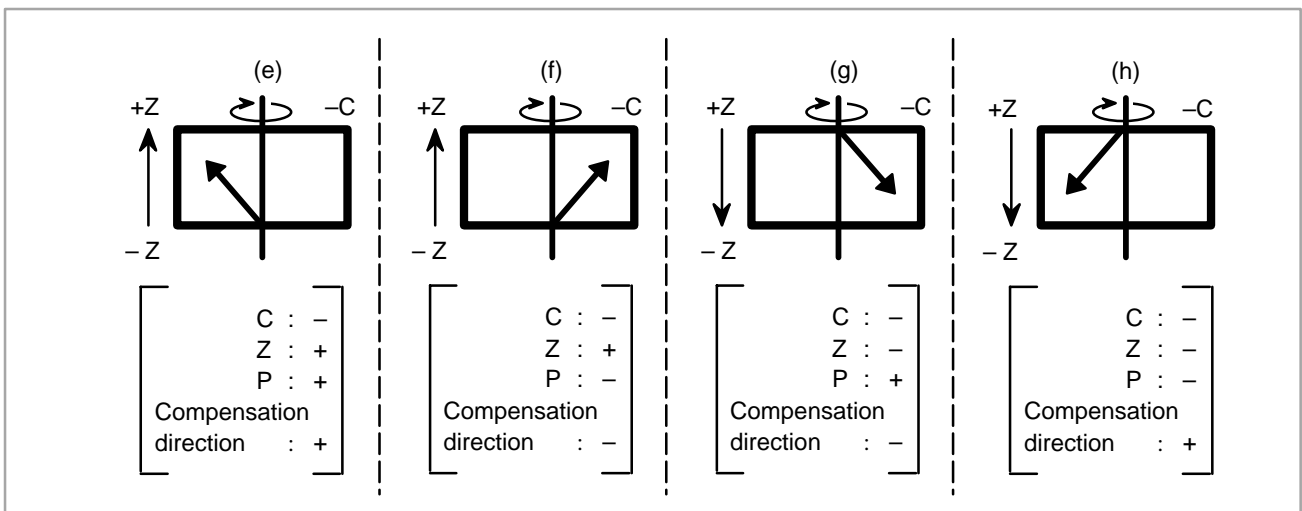 (e)
+Z
–C
– Z
C : –
Z : +
P : +
Compensation
direction : +
(f)
+Z
–C
– Z
C : –
Z : +
P : –
Compensation
direction : –
(g)
+Z
–C
– Z
C : –
Z : –
P : +
Compensation
direction : –
(h)
+Z
–C
– Z
C : –
Z : –
P : –
Compensation
direction : +